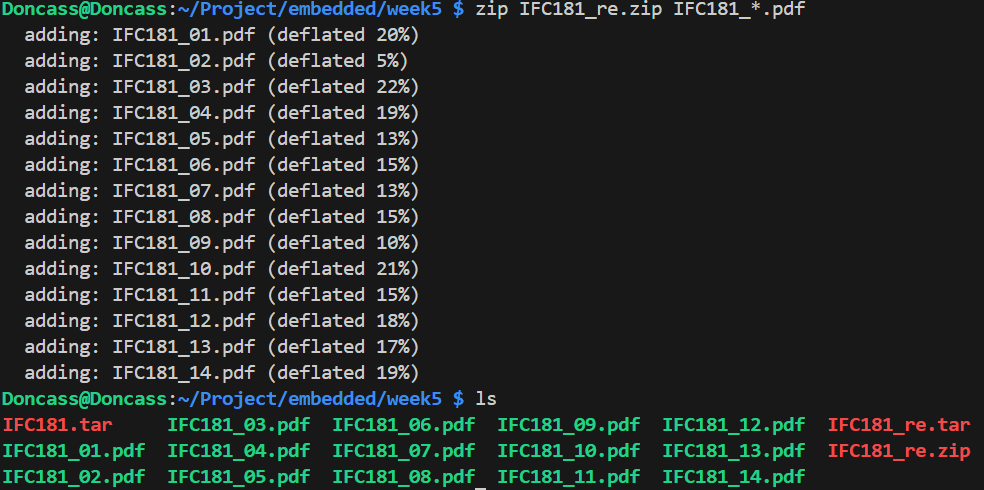 Doncass@Doncass:~/Project/embedded/week5 $ zip IFC181_re.zip IFC181_*.pdf
  adding: IFC181_01.pdf (deflated 20%)
  adding: IFC181_02.pdf (deflated 5%)
  adding: IFC181_03.pdf (deflated 22%)
  adding: IFC181_04.pdf (deflated 19%)
  adding: IFC181_05.pdf (deflated 13%)
  adding: IFC181_06.pdf (deflated 15%)
  adding: IFC181_07.pdf (deflated 13%)
  adding: IFC181_08.pdf (deflated 15%)
  adding: IFC181_09.pdf (deflated 10%)
  adding: IFC181_10.pdf (deflated 21%)
  adding: IFC181_11.pdf (deflated 15%)
  adding: IFC181_12.pdf (deflated 18%)
  adding: IFC181_13.pdf (deflated 17%)
  adding: IFC181_14.pdf (deflated 19%)
Doncass@Doncass:~/Project/embedded/week5 $ ls
IFC181.tar     IFC181_03.pdf  IFC181_06.pdf  IFC181_09.pdf  IFC181_12.pdf  IFC181_re.tar
IFC181_01.pdf  IFC181_04.pdf  IFC181_07.pdf  IFC181_10.pdf  IFC181_13.pdf  IFC181_re.zip
IFC181_02.pdf  IFC181_05.pdf  IFC181_08.pdf  IFC181_11.pdf  IFC181_14.pdf